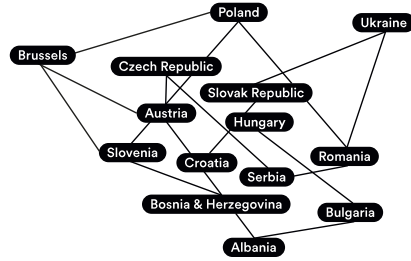 Poland
Ukraine
Brussels
Czech Republic
Slovak Republic
Austria
Hungary
Slovenia
Croatia
Romania
Serbia
Bosnia & Herzegovina
Bulgaria
Albania